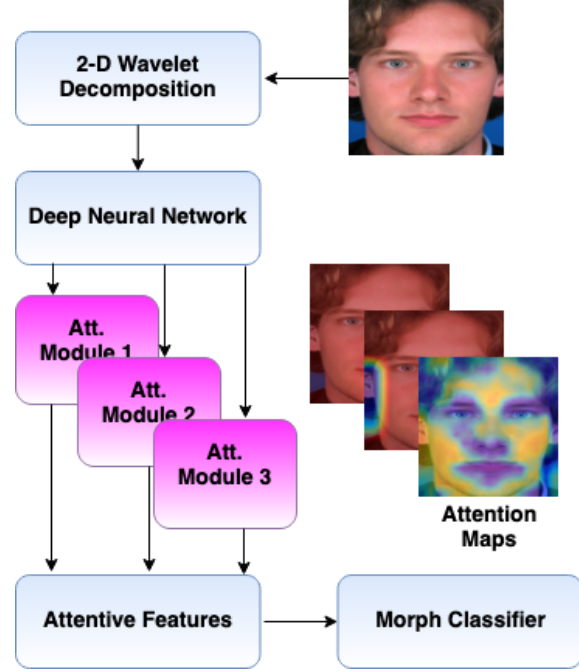 2-D Wavelet
Decomposition
Deep Neural Network
Att.
Module 1
Att.
Module 2
Att.
Module 3
Attention
Maps
Attentive Features
Morph Classifier